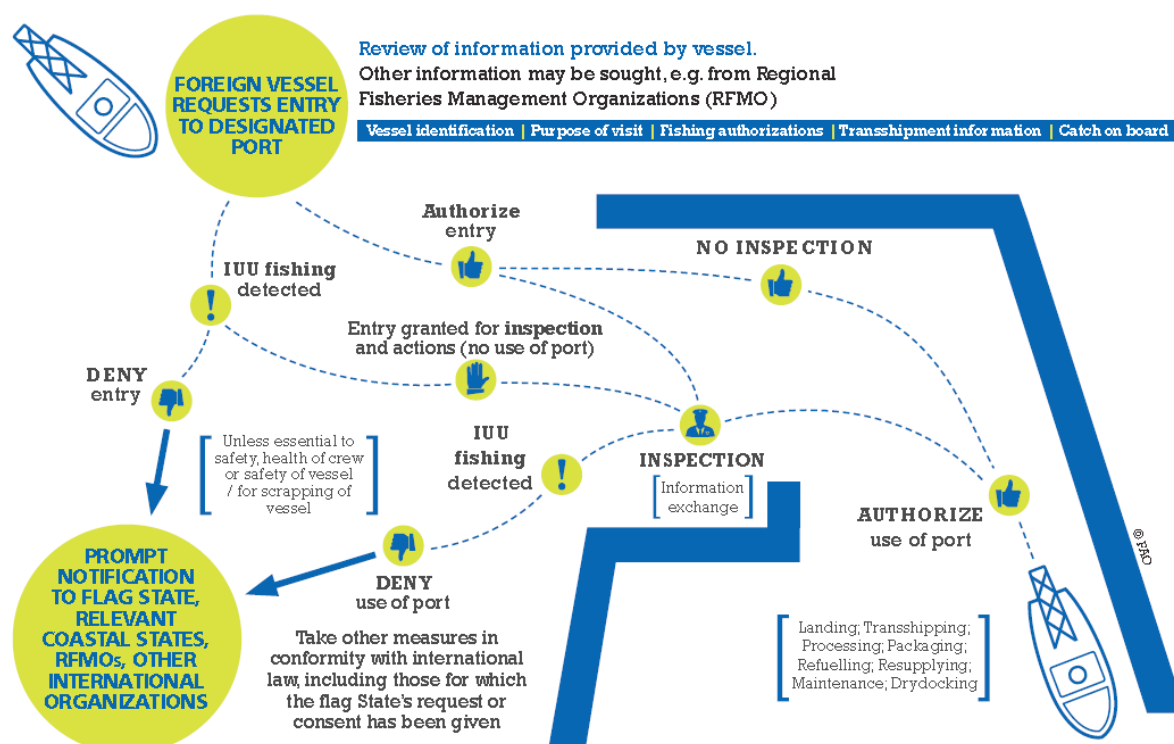 FOREIGN VESSEL
REQUESTS ENTRY
TO DESIGNATED
PORT
Review of information provided by vessel.
Other information may be sought, e.g. from Regional
Fisheries Management Organizations (RFMO)
Vessel identification | Purpose of visit | Fishing authorizations | Transshipment information | Catch on board
Authorize
entry
NO INSPECTION
IUU fishing
detected
Entry granted for inspection
and actions (no use of port)
DENY
entry
Unless essential to
safety, health of crew
or safety of vessel
/ for scrapping of
vessel
IUU
fishing
detected
INSPECTION
Information
exchange
AUTHORIZE
use of port
© FAO
DENY
use of port
PROMPT
NOTIFICATION
TO FLAG STATE,
RELEVANT
COASTAL STATES,
RFMOs, OTHER
INTERNATIONAL
ORGANIZATIONS
Take other measures in
conformity with international
law, including those for which
the flag State's request or
consent has been given
Landing; Transshipping;
Processing; Packaging;
Refuelling; Resupplying;
Maintenance; Drydocking